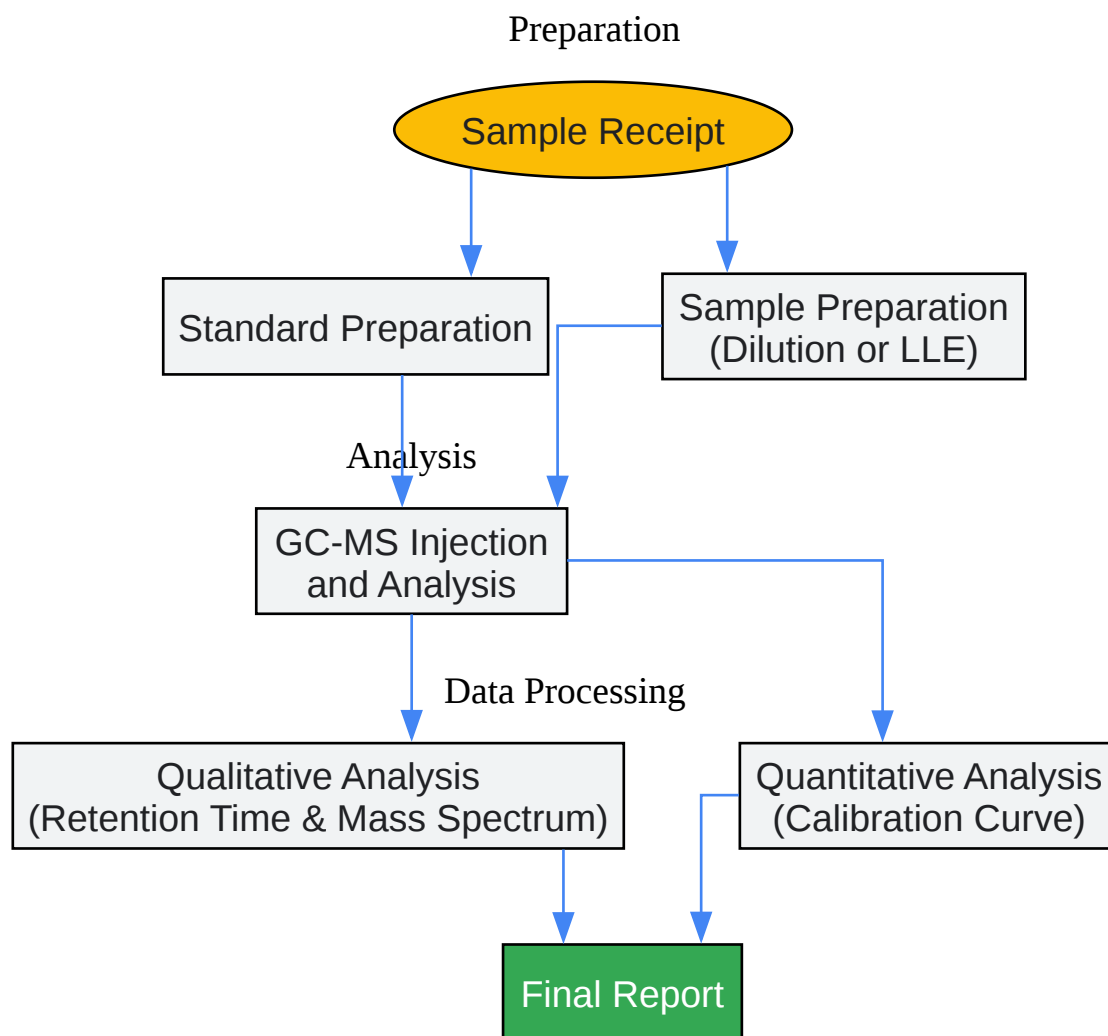 Preparation
Sample Receipt
Standard Preparation
Sample Preparation
(Dilution or LLE)
Analysis
GC-MS Injection
and Analysis
Data Processing
Qualitative Analysis
(Retention Time & Mass Spectrum)
Quantitative Analysis
(Calibration Curve)
Final Report